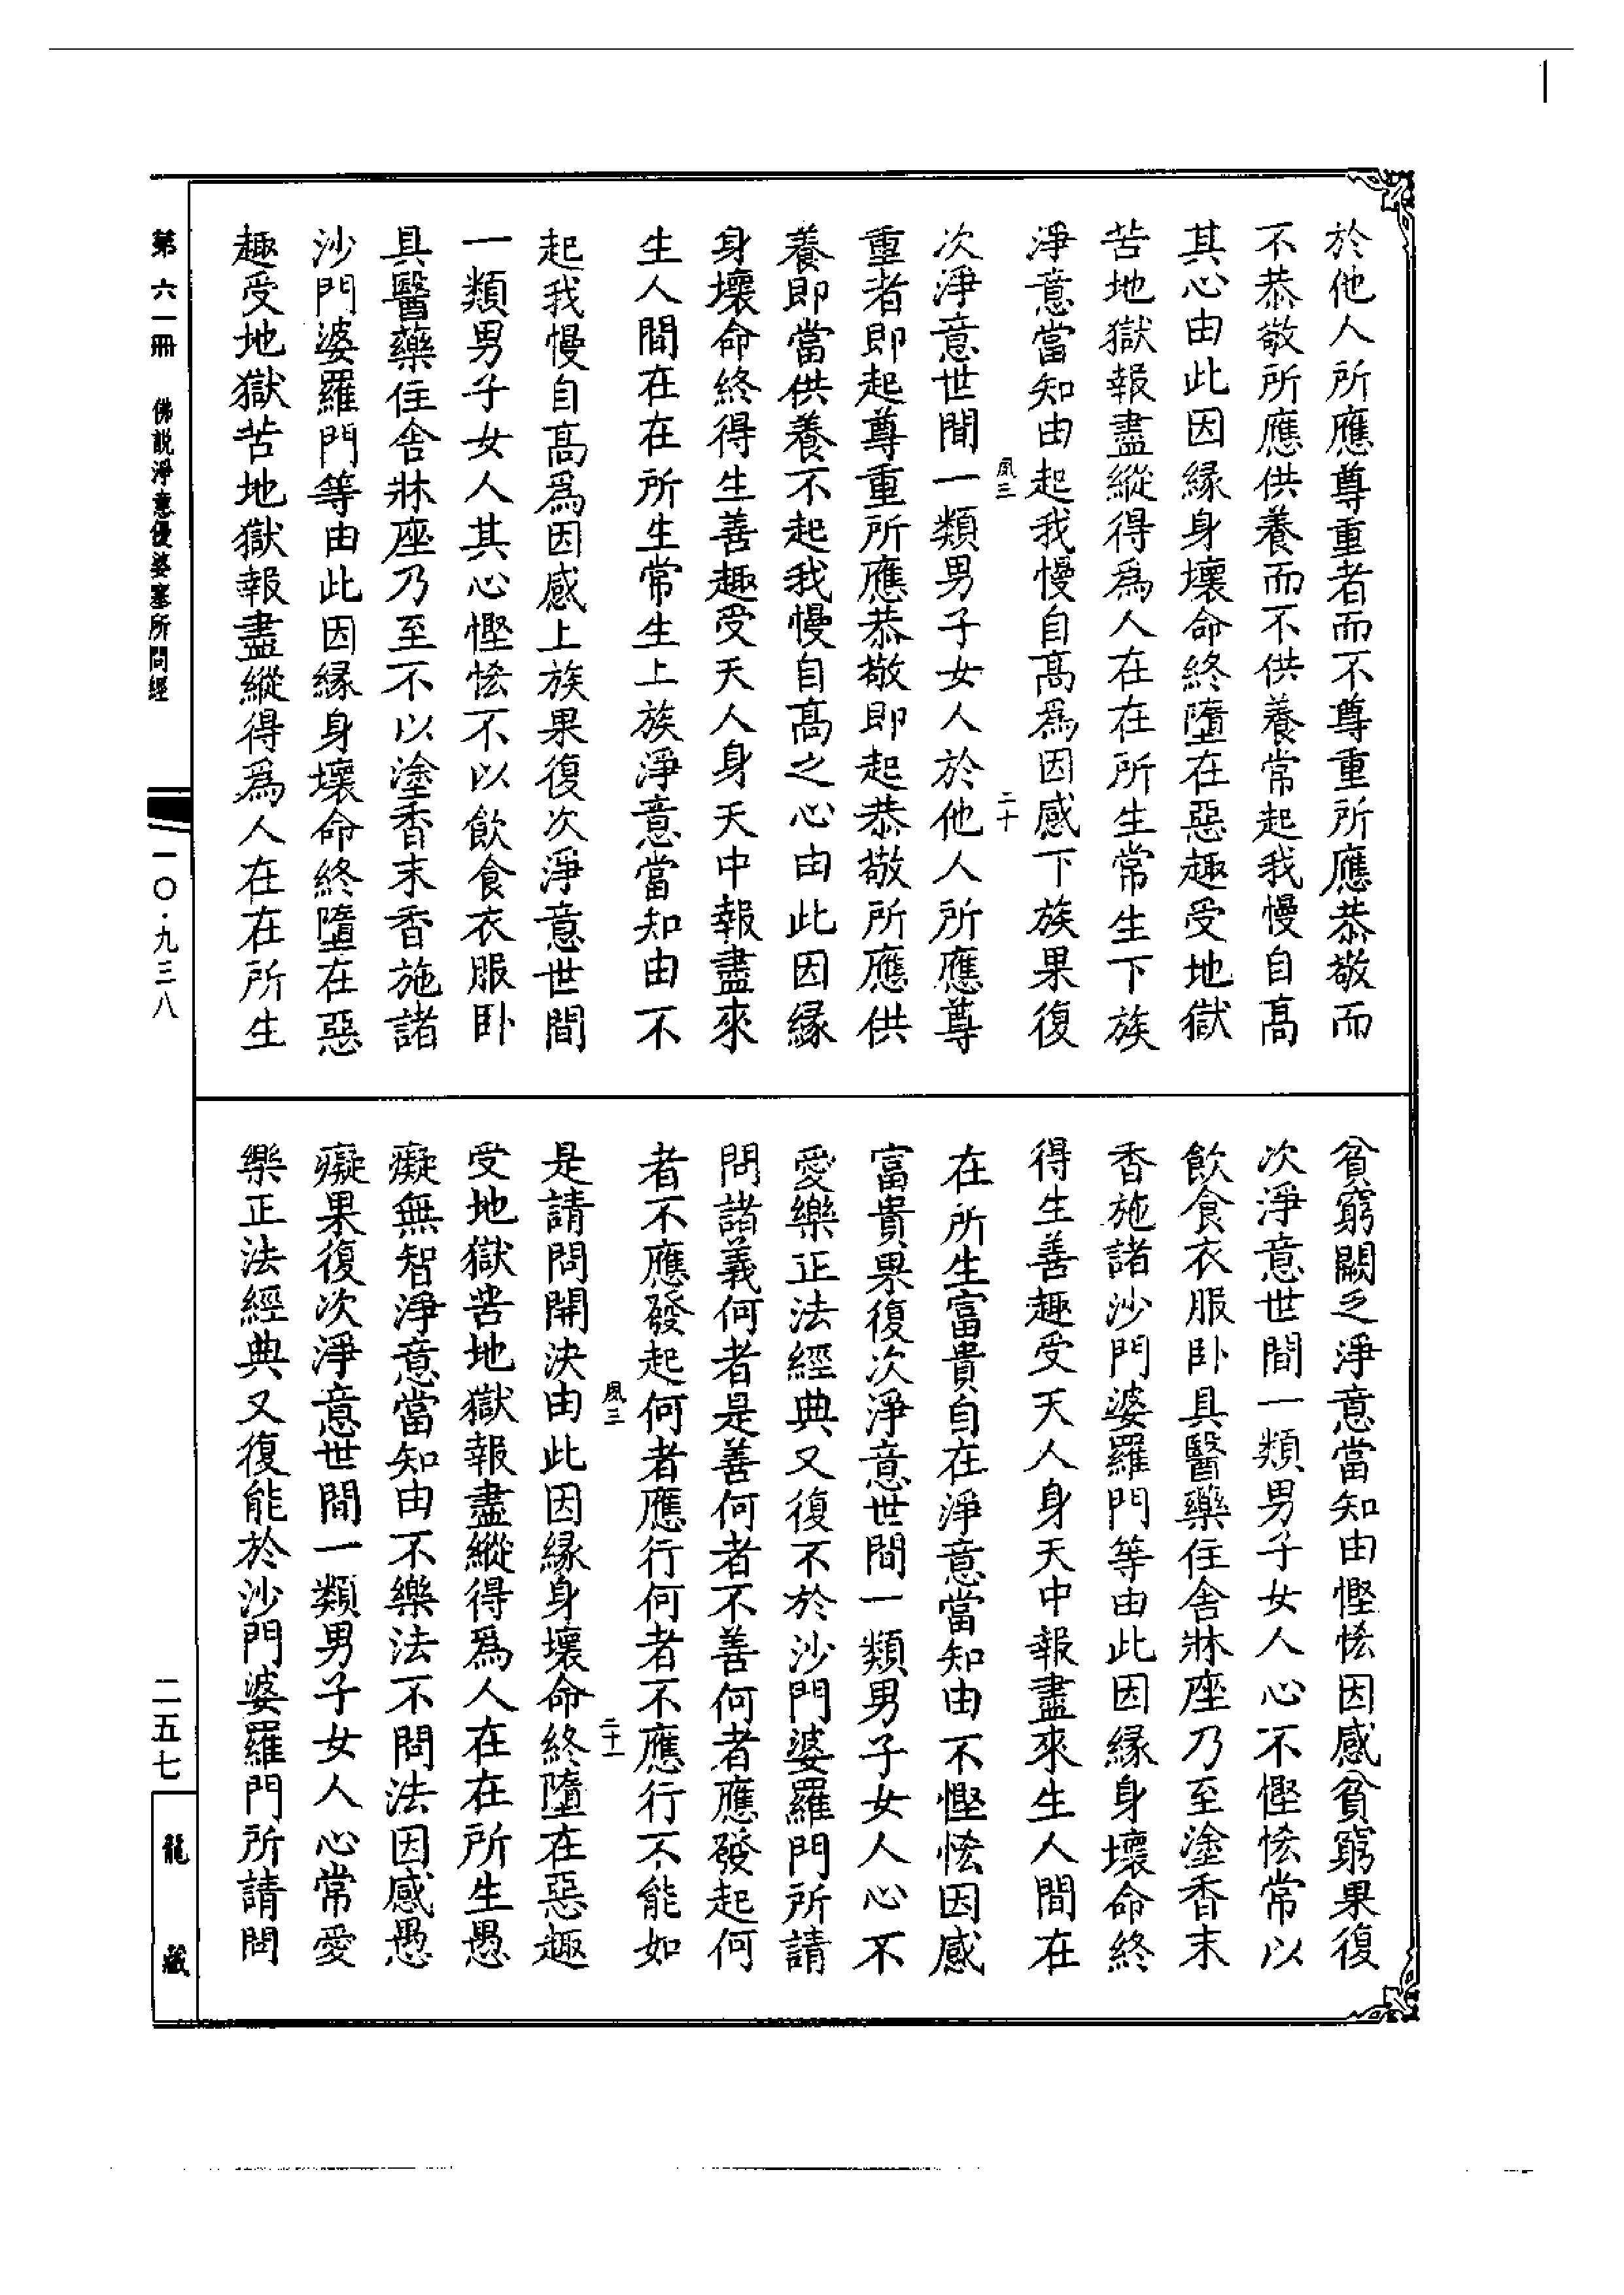 於他人所應尊重者而不尊重所應恭敬而
不恭敬所應供養而不供養常起我慢自高
其心由此因緣身壞命終墮在惡趣受地獄
苦地獄報盡縱得爲人在在所生常生下族
淨意當知由起我慢自高爲因感下族果復
夙三
二十
次淨意世間一類男子女人於他人所應尊
重者即起尊重所應恭敬即起恭敬所應供
養即當供養不起我慢自高之心由此因緣
身壞命終得生善趣受天人身天中報盡來
生人間在在所生常生上族淨意當知由不
起我慢自高爲因感上族果復次淨意世間
一類男子女人其心慳恡不以飲食衣服卧
具醫藥住舍牀座乃至不以塗香末香施諸
沙門婆羅門等由此因緣身壞命終墮在惡
趣受地獄苦地獄報盡縱得爲人在在所生
貧窮闕乏淨意當知由慳恡因感貧窮果復
次淨意世間一類男子女人心不慳恡常以
飲食衣服卧具醫藥住舍牀座乃至塗香末
香施諸沙門婆羅門等由此因緣身壞命終
得生善趣受天人身天中報盡來生人間在
在所生富貴自在淨意當知由不慳恡因感
富貴果復次淨意世間一類男子女人心不
愛樂正法經典又復不於沙門婆羅門所請
問諸義何者是善何者不善何者應發起何
者不應發起何者應行何者不應行不能如
夙三
二十一
是請問開決由此因緣身壞命終墮在惡趣
受地獄苦地獄報盡縱得爲人在在所生愚
癡無智淨意當知由不樂法不問法因感愚
癡果復次淨意世間一類男子女人心常愛
樂正法經典又復能於沙門婆羅門所請問
第六一冊 佛説淨意優婆塞所問經
一〇·九三八
二五七
龍藏